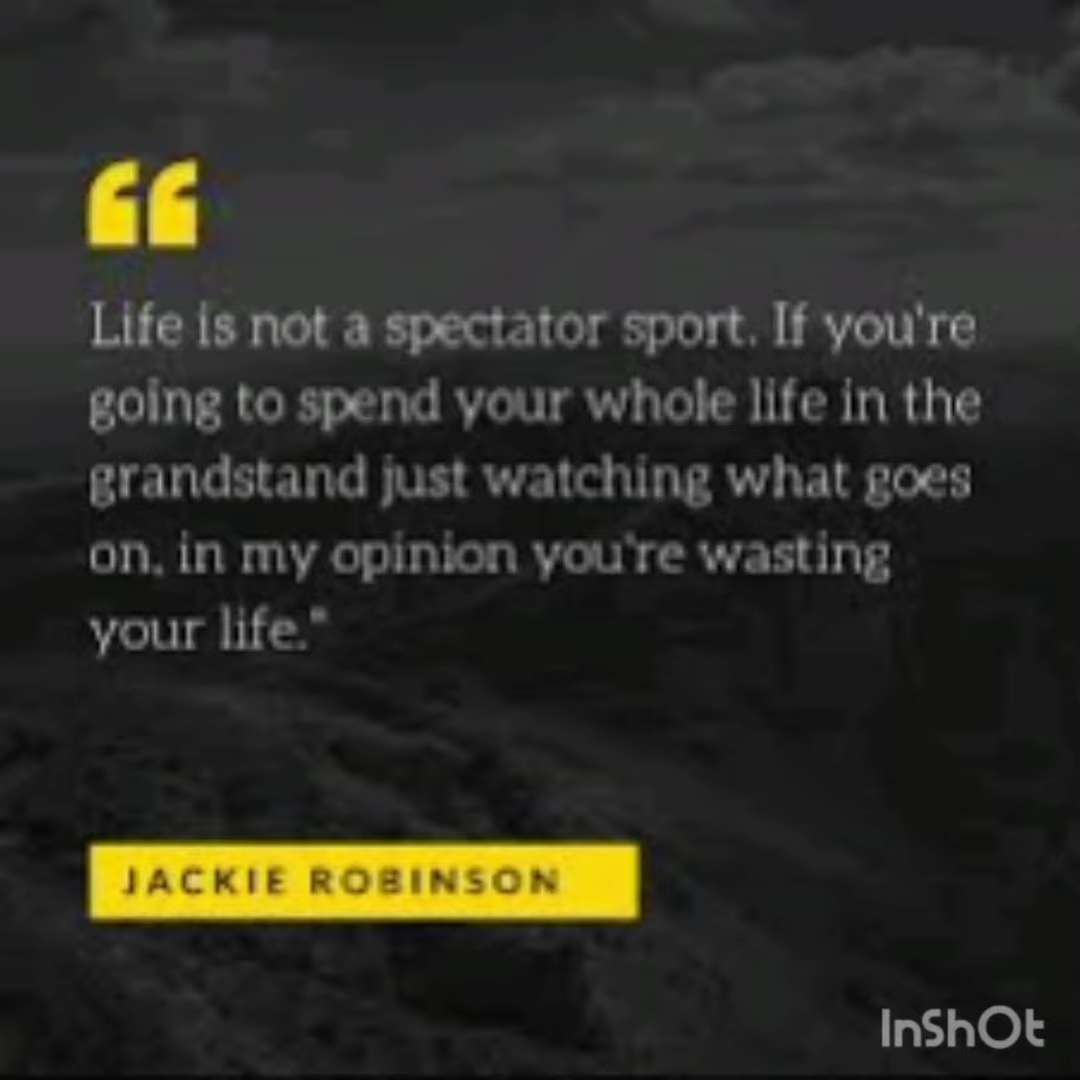 “
Life is not a spectator sport. If you're
going to spend your whole life in the
grandstand just watching what goes
on, in my opinion you're wasting
your life."
JACKIE ROBINSON
InShOt